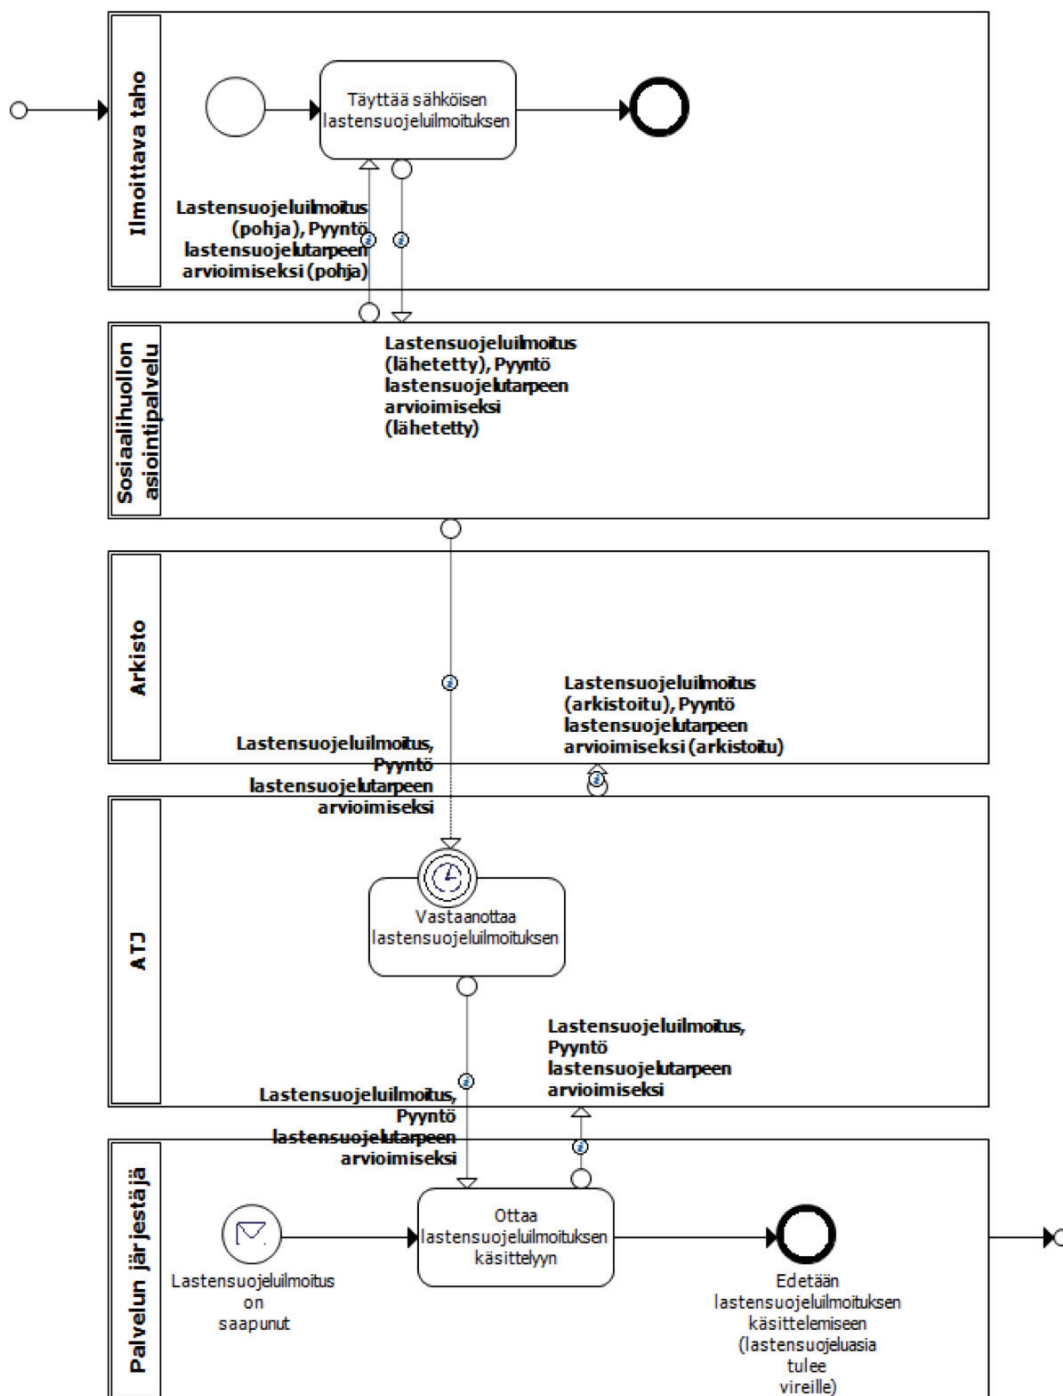 Ilmoittava taho
Täyttää sähköisen
lastensuojeluilmoituksen
Lastensuojeluilmoitus
(pohja), Pyyntö
lastensuojelutarpeen
arvioimiseksi (pohja)
Sosiaalihuollon
asiointipalvelu
Lastensuojeluilmoitus
(lähetetty), Pyyntö
lastensuojelutarpeen
arvioimiseksi
(lähetetty)
Arkisto
Lastensuojeluilmoitus
(arkistoitu), Pyyntö
lastensuojelutarpeen
arvioimiseksi (arkistoitu)
Lastensuojeluilmoitus,
Pyyntö
lastensuojelutarpeen
arvioimiseksi
ATJ
Vastaanottaa
lastensuojeluilmoituksen
Lastensuojeluilmoitus,
Pyyntö
lastensuojelutarpeen
arvioimiseksi
Lastensuojeluilmoitus,
Pyyntö
lastensuojelutarpeen
arvioimiseksi
Palvelun järjestäjä
Lastensuojeluilmoitus
on
saapunut
Ottaa
lastensuojeluilmoituksen
käsittelyyn
Edetään
lastensuojeluilmoituksen
käsittelemiseen
(lastensuojeluasia
tulee
vireille)